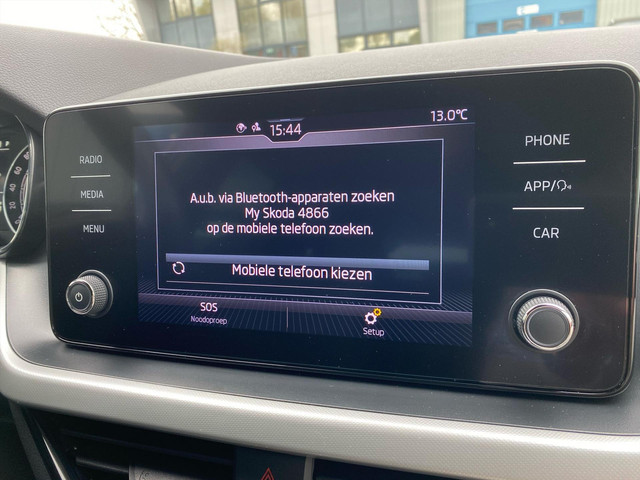 15:44
13.0°C
RADIO
MEDIA
MENU
A.u.b. via Bluetooth-apparaten zoeken
My Skoda 4866
op de mobiele telefoon zoeken.
Mobiele telefoon kiezen
SOS
Noodoproep
Setup
PHONE
APP/
CAR